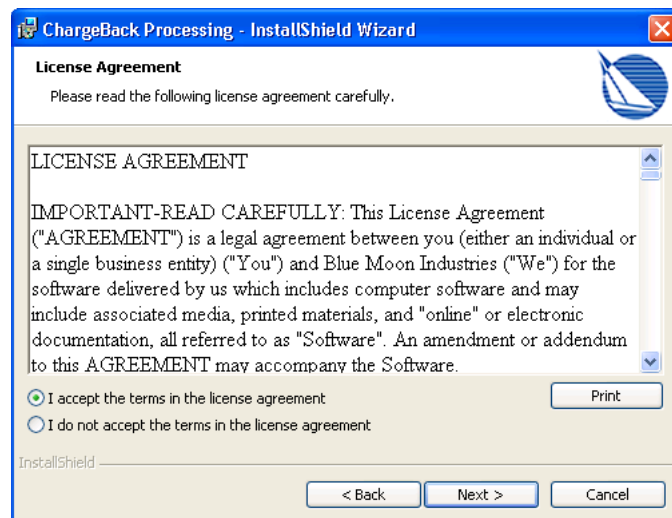 ChargeBack Processing - InstallShield Wizard
License Agreement
Please read the following license agreement carefully.
LICENSE AGREEMENT
IMPORTANT-READ CAREFULLY: This License Agreement
("AGREEMENT") is a legal agreement between you (either an individual or
a single business entity) ("You") and Blue Moon Industries ("We") for the
software delivered by us which includes computer software and may
include associated media, printed materials, and "online" or electronic
documentation, all referred to as "Software". An amendment or addendum
to this AGREEMENT may accompany the Software.
I accept the terms in the license agreement
Print
I do not accept the terms in the license agreement
InstallShield
< Back
Next >
Cancel